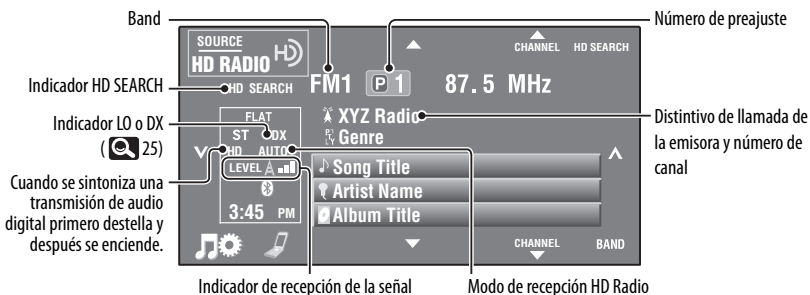 Band
Número de preajuste
SOURCE
HD RADIO HD
CHANNEL HD SEARCH
Indicador HD SEARCH
HD SEARCH
FM1 P 1 87.5 MHz
Indicador LO o DX
( 25)
FLAT
ST DX
HD AUTO
LEVEL
3:45 PM
XYZ Radio
PTY Genre
Distintivo de llamada de
la emisora y número de
canal
Song Title
Artist Name
Album Title
Cuando se sintoniza una
transmisión de audio
digital primero destella y
después se enciende.
CHANNEL BAND
Indicador de recepción de la señal
Modo de recepción HD Radio